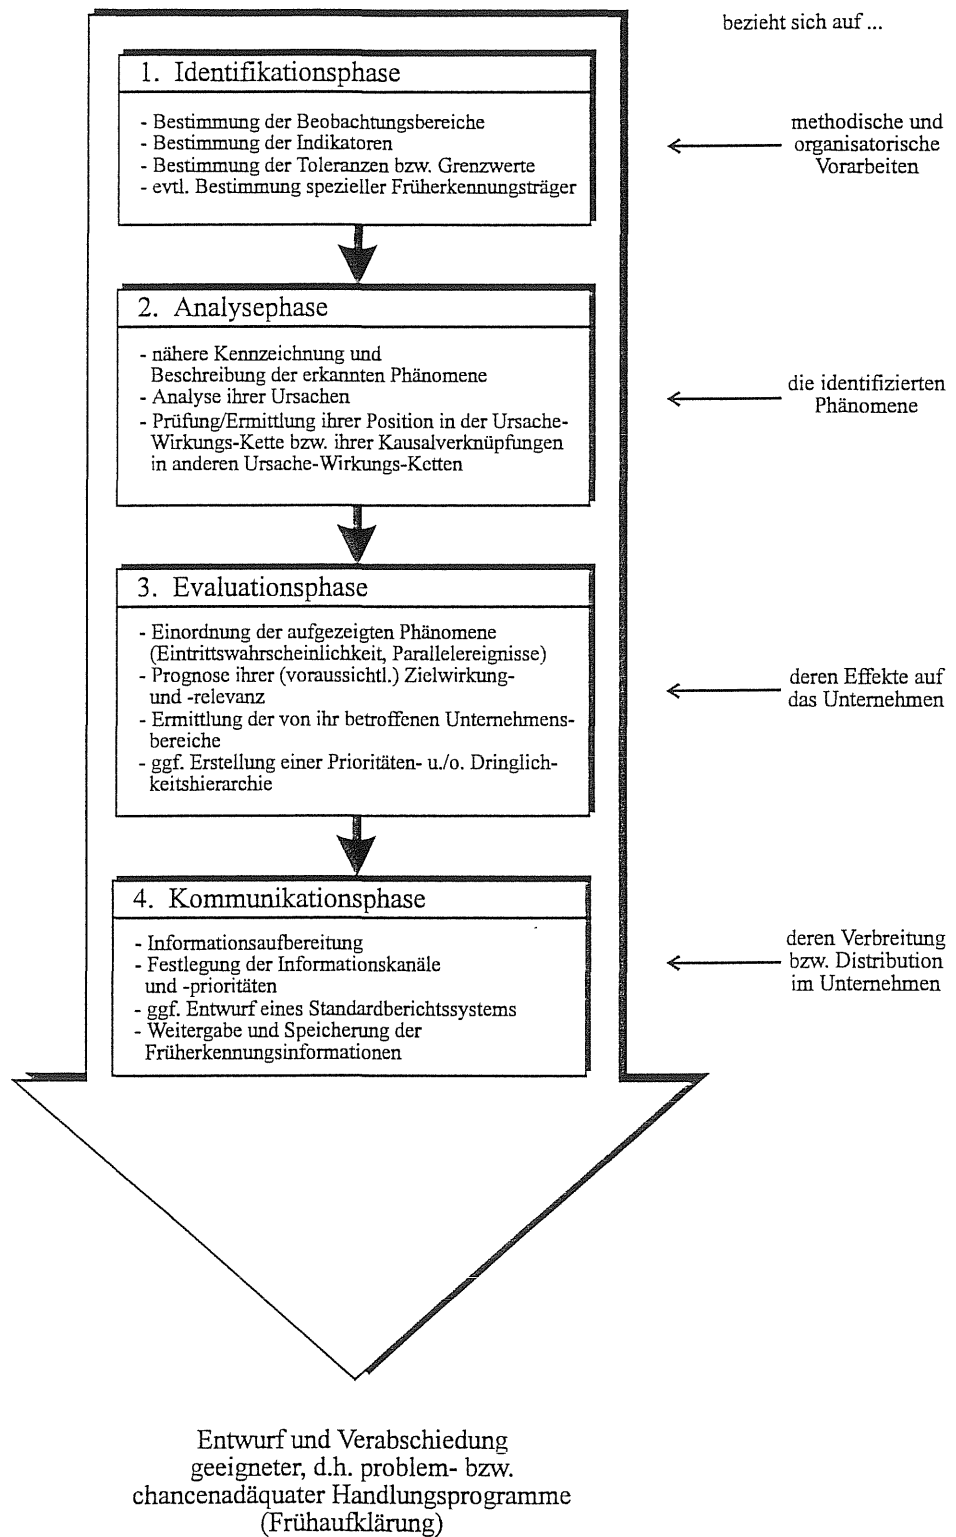 bezieht sich auf ...
1. Identifikationsphase
- Bestimmung der Beobachtungsbereiche
- Bestimmung der Indikatoren
- Bestimmung der Toleranzen bzw. Grenzwerte
- evtl. Bestimmung spezieller Früherkennungsträger
methodische und
organisatorische
Vorarbeiten
2. Analysephase
- nähere Kennzeichnung und
Beschreibung der erkannten Phänomene
- Analyse ihrer Ursachen
- Prüfung/Ermittlung ihrer Position in der Ursache-
Wirkungs-Kette bzw. ihrer Kausalverknüpfungen
in anderen Ursache-Wirkungs-Ketten
die identifizierten
Phänomene
3. Evaluationsphase
- Einordnung der aufgezeigten Phänomene
(Eintrittswahrscheinlichkeit, Parallelereignisse)
- Prognose ihrer (voraussichtl.) Zielwirkung-
und -relevanz
- Ermittlung der von ihr betroffenen Unternehmens-
bereiche
- ggf. Erstellung einer Prioritäten- u./o. Dringlich-
keitshierarchie
deren Effekte auf
das Unternehmen
4. Kommunikationsphase
- Informationsaufbereitung
- Festlegung der Informationskanäle
und -prioritäten
- ggf. Entwurf eines Standardberichtssystems
- Weitergabe und Speicherung der
Früherkennungsinformationen
deren Verbreitung
bzw. Distribution
im Unternehmen
Entwurf und Verabschiedung
geeigneter, d.h. problem- bzw.
chancenadäquater Handlungsprogramme
(Frühaufklärung)